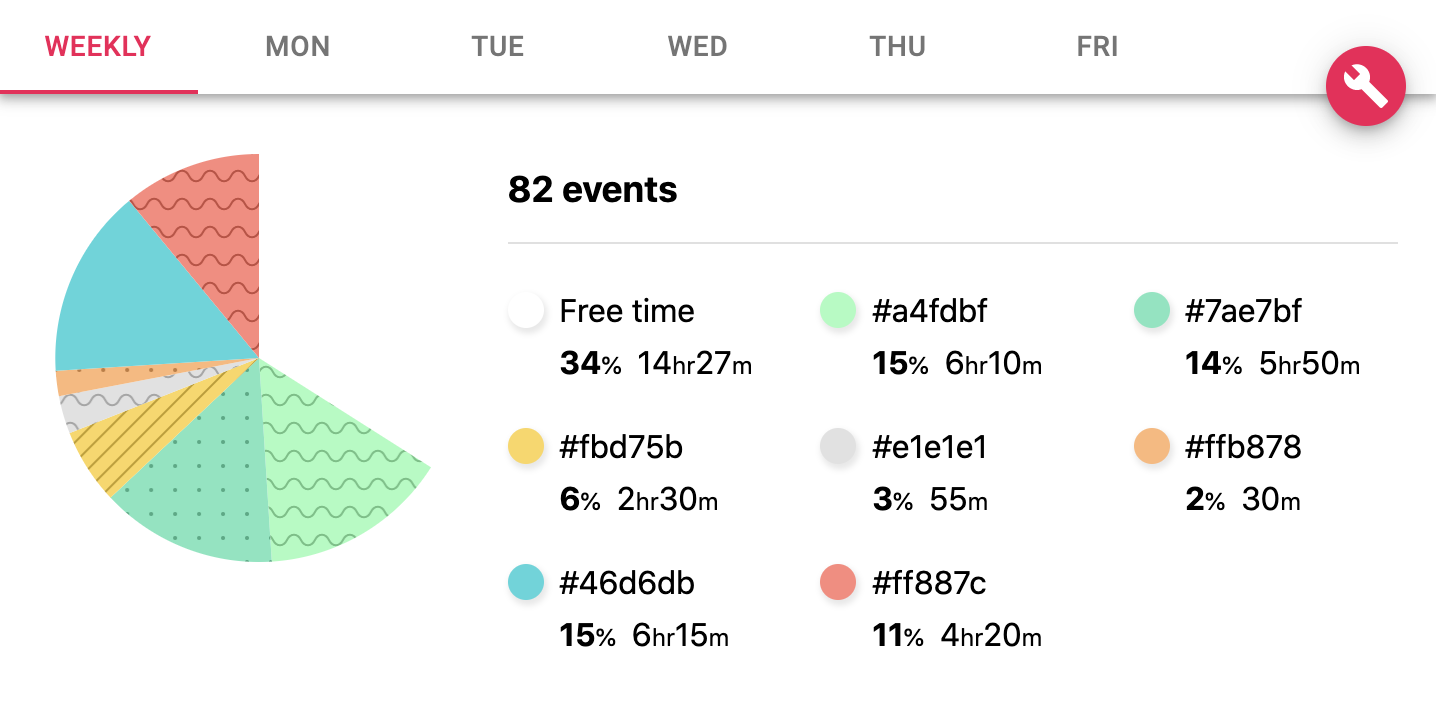 WEEKLY MON TUE WED THU FRI
82 events
Free time #a4fdbf #7ae7bf
34% 14hr27m 15% 6hr10m 14% 5hr50m
#fbd75b #e1e1e1 #ffb878
6% 2hr30m 3% 55m 2% 30m
#46d6db #ff887c
15% 6hr15m 11% 4hr20m